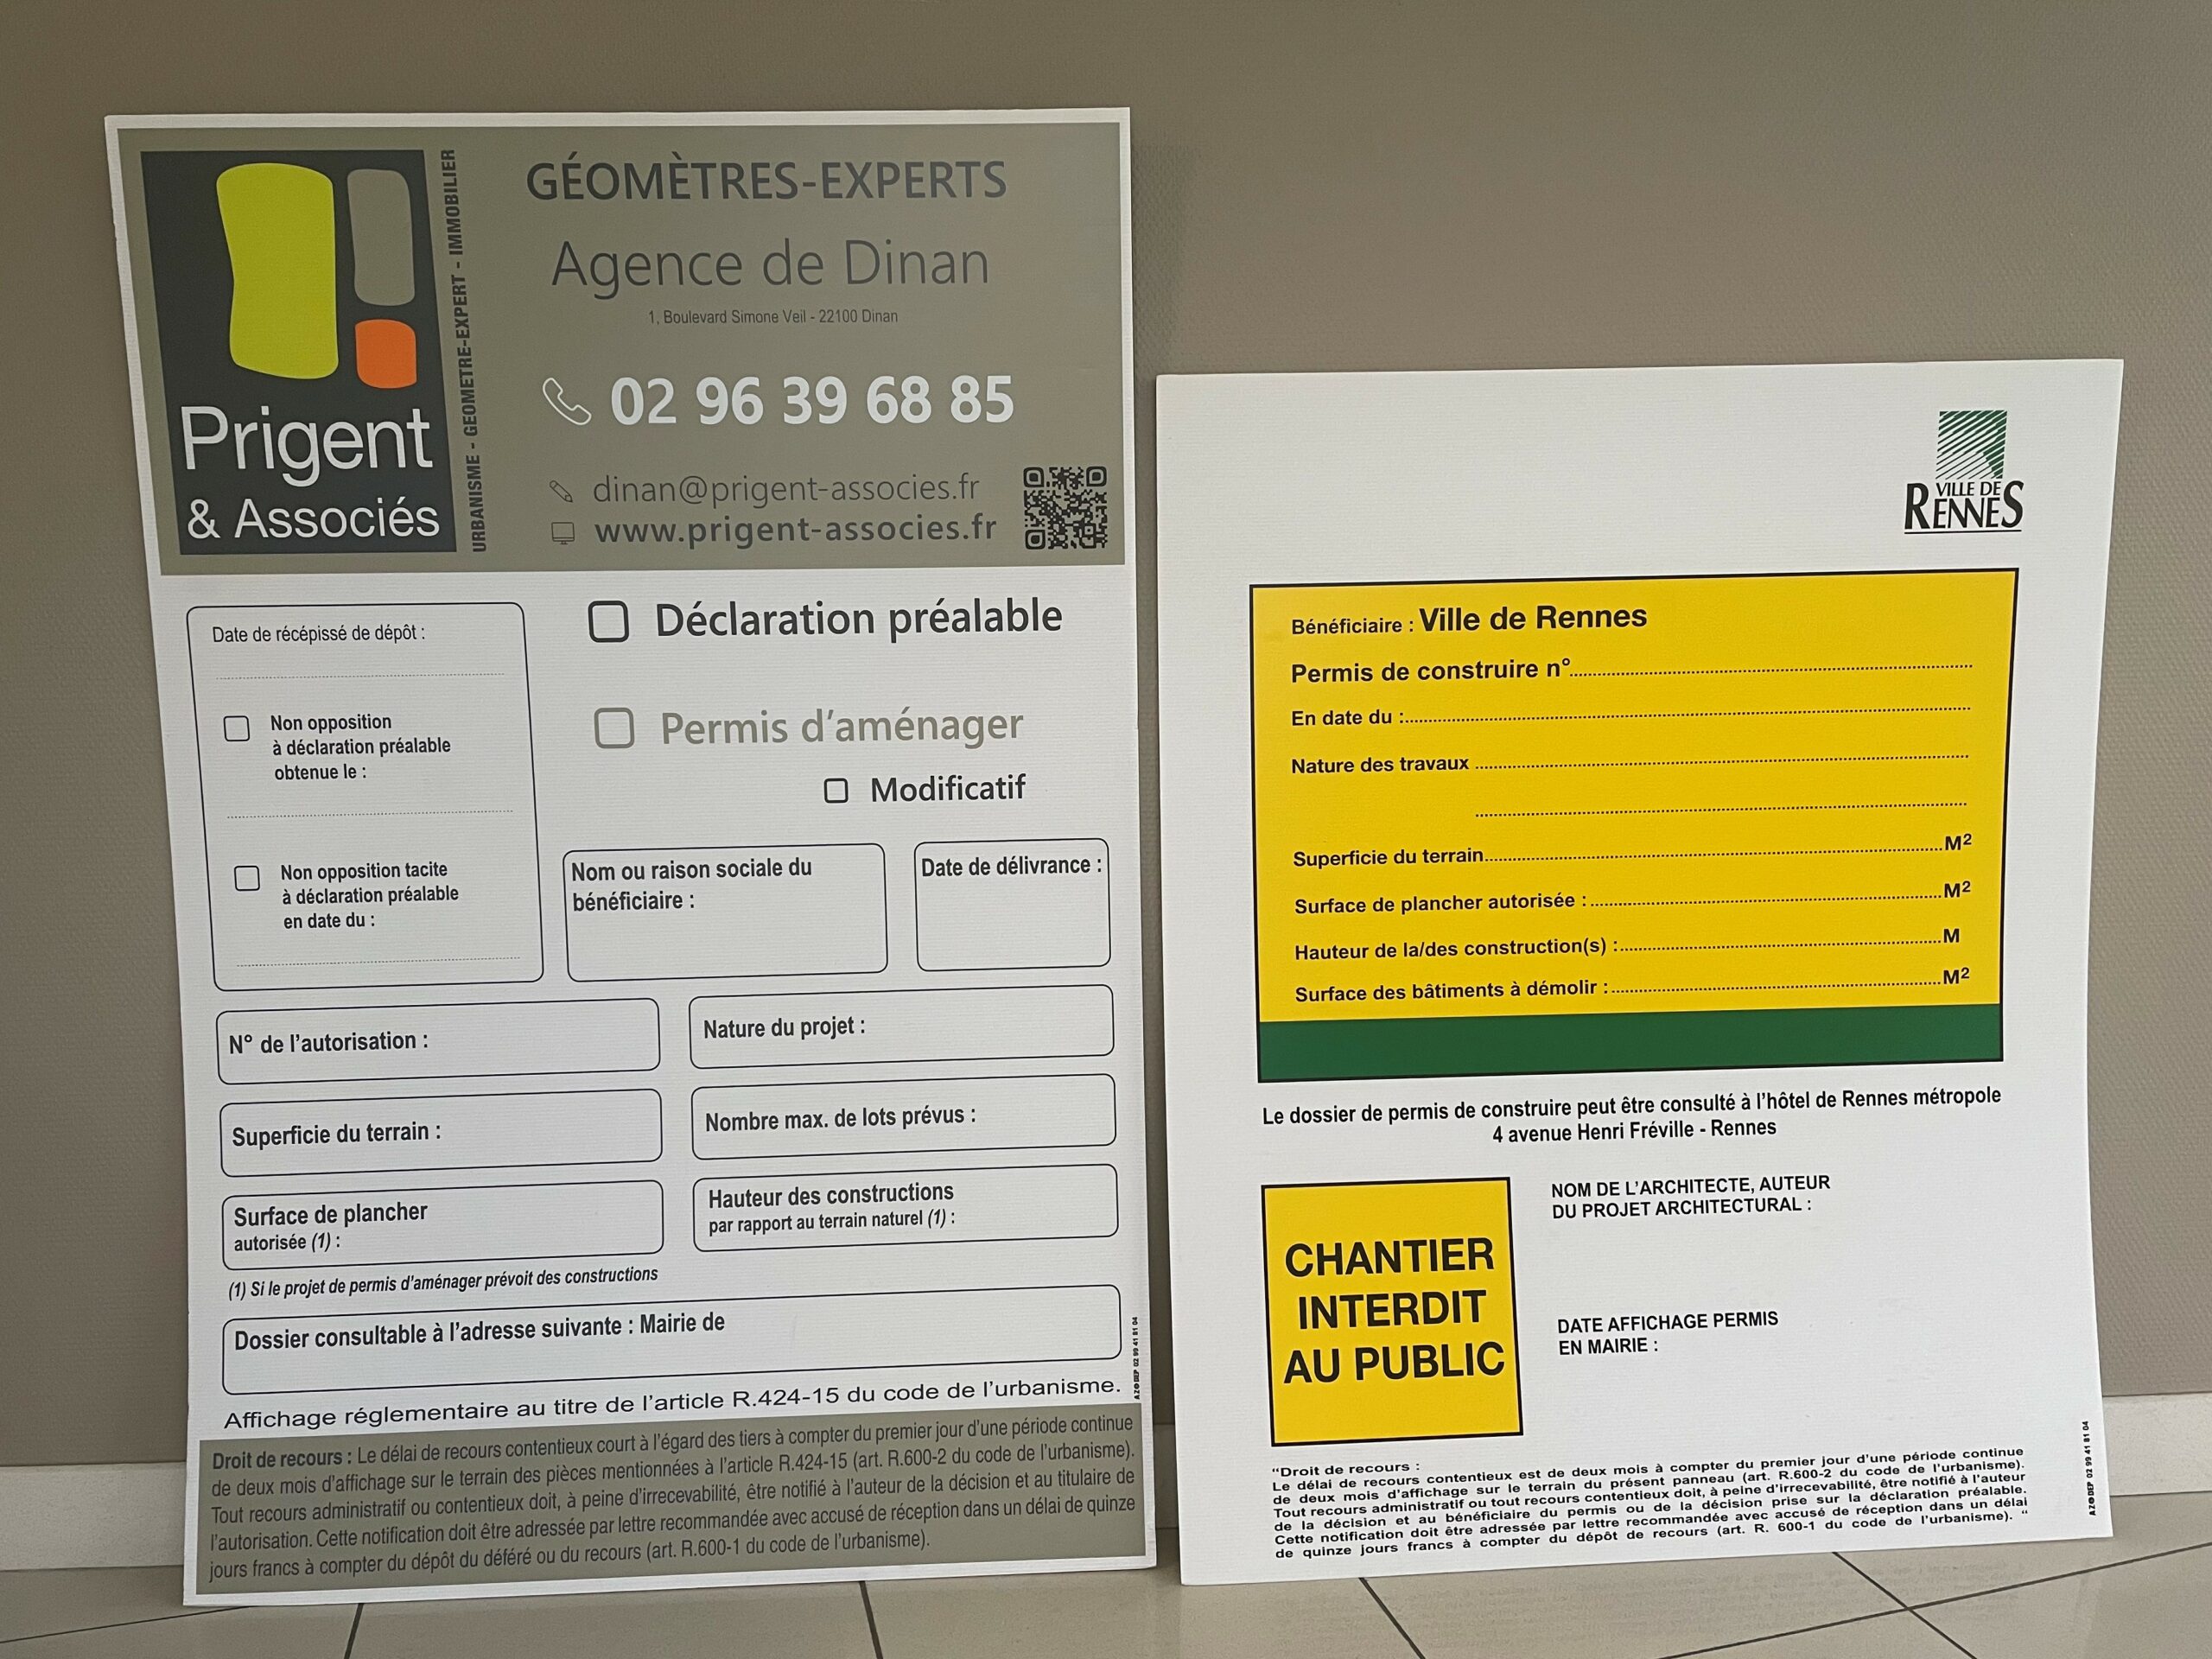 Prigent
& Associés
URBANISME - GEOMETRE-EXPERT - IMMOBILIER
GÉOMÈTRES-EXPERTS
Agence de Dinan
1, Boulevard Simone Veil - 22100 Dinan
02 96 39 68 85
dinan@prigent-associes.fr
www.prigent-associes.fr
Date de récépissé de dépôt :
Non opposition
à déclaration préalable
obtenue le :
Non opposition tacite
à déclaration préalable
en date du :
Déclaration préalable
Permis d'aménager
Modificatif
Nom ou raison sociale du
bénéficiaire :
Date de délivrance :
N° de l'autorisation :
Nature du projet :
Superficie du terrain :
Nombre max. de lots prévus :
Surface de plancher
autorisée (1) :
Hauteur des constructions
par rapport au terrain naturel (1) :
(1) Si le projet de permis d'aménager prévoit des constructions
Dossier consultable à l'adresse suivante : Mairie de
Affichage réglementaire au titre de l'article R.424-15 du code de l'urbanisme.
Droit de recours : Le délai de recours contentieux court à l'égard des tiers à compter du premier jour d'une période continue
de deux mois d'affichage sur le terrain des pièces mentionnées à l'article R.424-15 (art. R.600-2 du code de l'urbanisme).
Tout recours administratif ou contentieux doit, à peine d'irrecevabilité, être notifié à l'auteur de la décision et au titulaire de
l'autorisation. Cette notification doit être adressée par lettre recommandée avec accusé de réception dans un délai de quinze
jours francs à compter du dépôt du déféré ou du recours (art. R.600-1 du code de l'urbanisme).
02 99 41 81 04
VILLE DE
RENNES
Bénéficiaire : Ville de Rennes
Permis de construire n°
En date du :
Nature des travaux
Superficie du terrain M²
Surface de plancher autorisée : M²
Hauteur de la/des construction(s) : M
Surface des bâtiments à démolir : M²
Le dossier de permis de construire peut être consulté à l'hôtel de Rennes métropole
4 avenue Henri Fréville - Rennes
CHANTIER
INTERDIT
AU PUBLIC
NOM DE L'ARCHITECTE, AUTEUR
DU PROJET ARCHITECTURAL :
DATE AFFICHAGE PERMIS
EN MAIRIE :
"Droit de recours :
Le délai de recours contentieux est de deux mois à compter du premier jour d'une période continue
de deux mois d'affichage sur le terrain du présent panneau (art. R.600-2 du code de l'urbanisme).
Tout recours administratif ou tout recours contentieux doit, à peine d'irrecevabilité, être notifié à l'auteur
de la décision et au bénéficiaire du permis ou de la décision prise sur la déclaration préalable.
Cette notification doit être adressée par lettre recommandée avec accusé de réception dans un délai
de quinze jours francs à compter du dépôt de recours (art. R. 600-1 du code de l'urbanisme). "
02 99 41 81 04